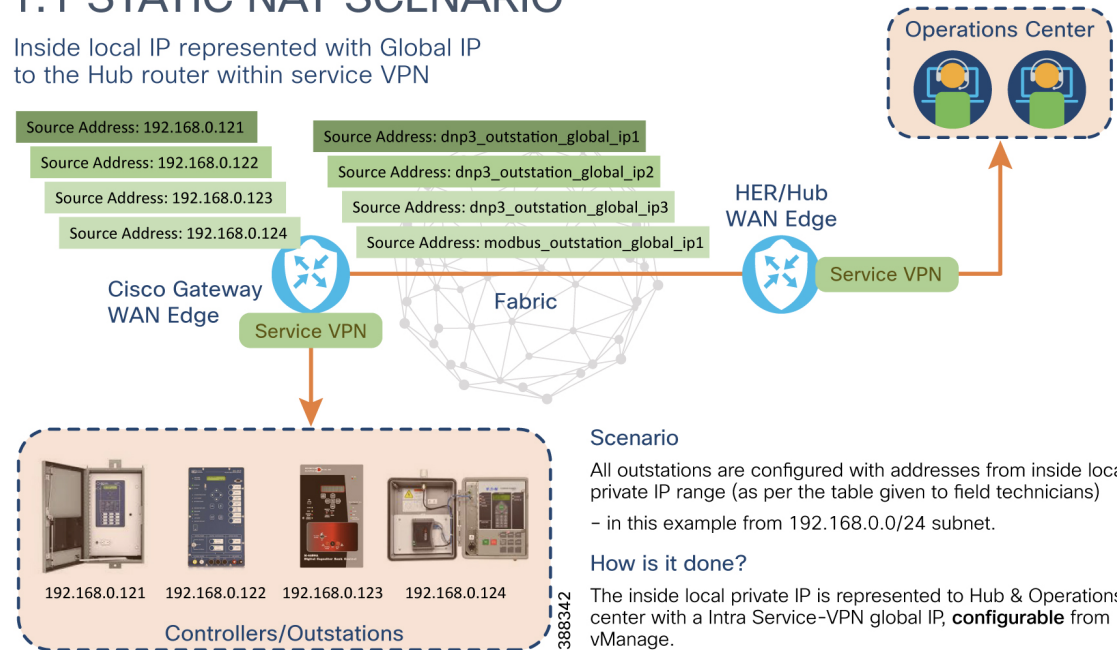 1:1 STATIC NAT SCENARIO
Inside local IP represented with Global IP
to the Hub router within service VPN
Operations Center
Source Address: 192.168.0.121
Source Address: 192.168.0.122
Source Address: 192.168.0.123
Source Address: 192.168.0.124
Source Address: dnp3_outstation_global_ip1
Source Address: dnp3_outstation_global_ip2
Source Address: dnp3_outstation_global_ip3
Source Address: modbus_outstation_global_ip1
HER/Hub
WAN Edge
Service VPN
Cisco Gateway
WAN Edge
Service VPN
Fabric
192.168.0.121
192.168.0.122
192.168.0.123
192.168.0.124
Controllers/Outstations
388342
Scenario
All outstations are configured with addresses from inside loca
private IP range (as per the table given to field technicians)
– in this example from 192.168.0.0/24 subnet.
How is it done?
The inside local private IP is represented to Hub & Operations
center with a Intra Service-VPN global IP, configurable from
vManage.